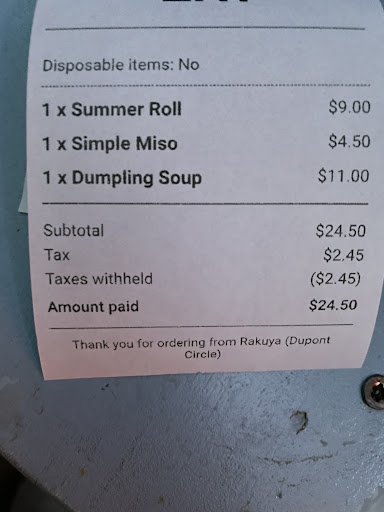 Disposable items: No
1 x Summer Roll $9.00
1 x Simple Miso $4.50
1 x Dumpling Soup $11.00
Subtotal $24.50
Tax $2.45
Taxes withheld ($2.45)
Amount paid $24.50
Thank you for ordering from Rakuya (Dupont
Circle)